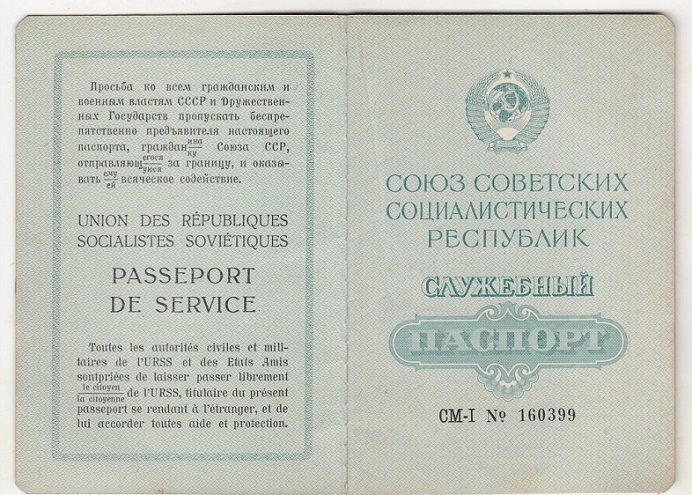 Просьба ко всем гражданским и
военным властям СССР и Дружествен-
ных Государств пропускать беспре-
пятственно предъявителя настоящего
паспорта, граждан ина/ку Союза ССР,
отправляющ егося/уюся за границу, и оказы-
вать ему/ей всяческое содействие.
UNION DES RÉPUBLIQUES
SOCIALISTES SOVIÉTIQUES
PASSEPORT
DE SERVICE
Toutes les autorités civiles et mili-
taires de l'URSS et des Etats Amis
sontpriées de laisser passer librement
le citoyen/la citoyenne de l'URSS, titulaire du présent
passeport se rendant à l'étranger, et de
lui accorder toutes aide et protection.
СОЮЗ СОВЕТСКИХ
СОЦИАЛИСТИЧЕСКИХ
РЕСПУБЛИК
СЛУЖЕБНЫЙ
ПАСПОРТ
СМ-I № 160399